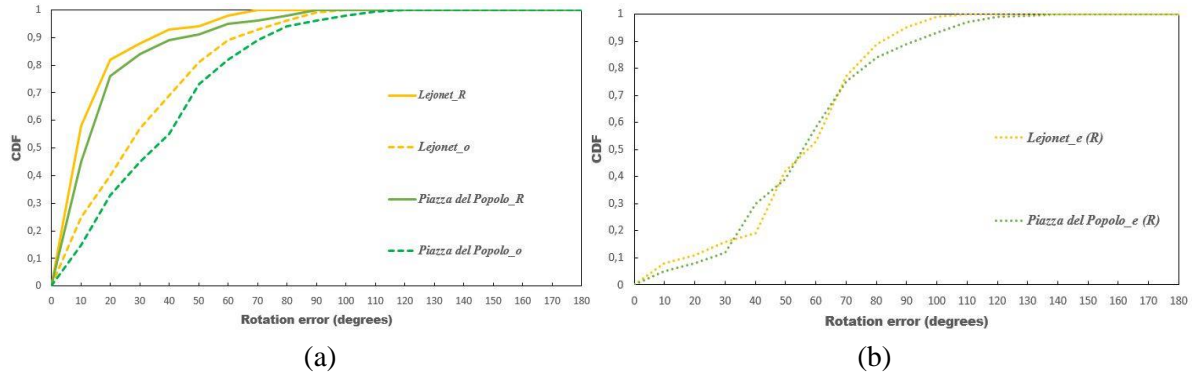 1
0,9
0,8
0,7
0,6
0,5
0,4
0,3
0,2
0,1
0
CDF
0 10 20 30 40 50 60 70 80 90 100 110 120 130 140 150 160 170 180
Rotation error (degrees)
Lejonet_R
Lejonet_o
Piazza del Popolo_R
Piazza del Popolo_o
(a)
1
0,9
0,8
0,7
0,6
0,5
0,4
0,3
0,2
0,1
0
CDF
0 10 20 30 40 50 60 70 80 90 100 110 120 130 140 150 160 170 180
Rotation error (degrees)
Lejonet_e (R)
Piazza del Popolo_e (R)
(b)